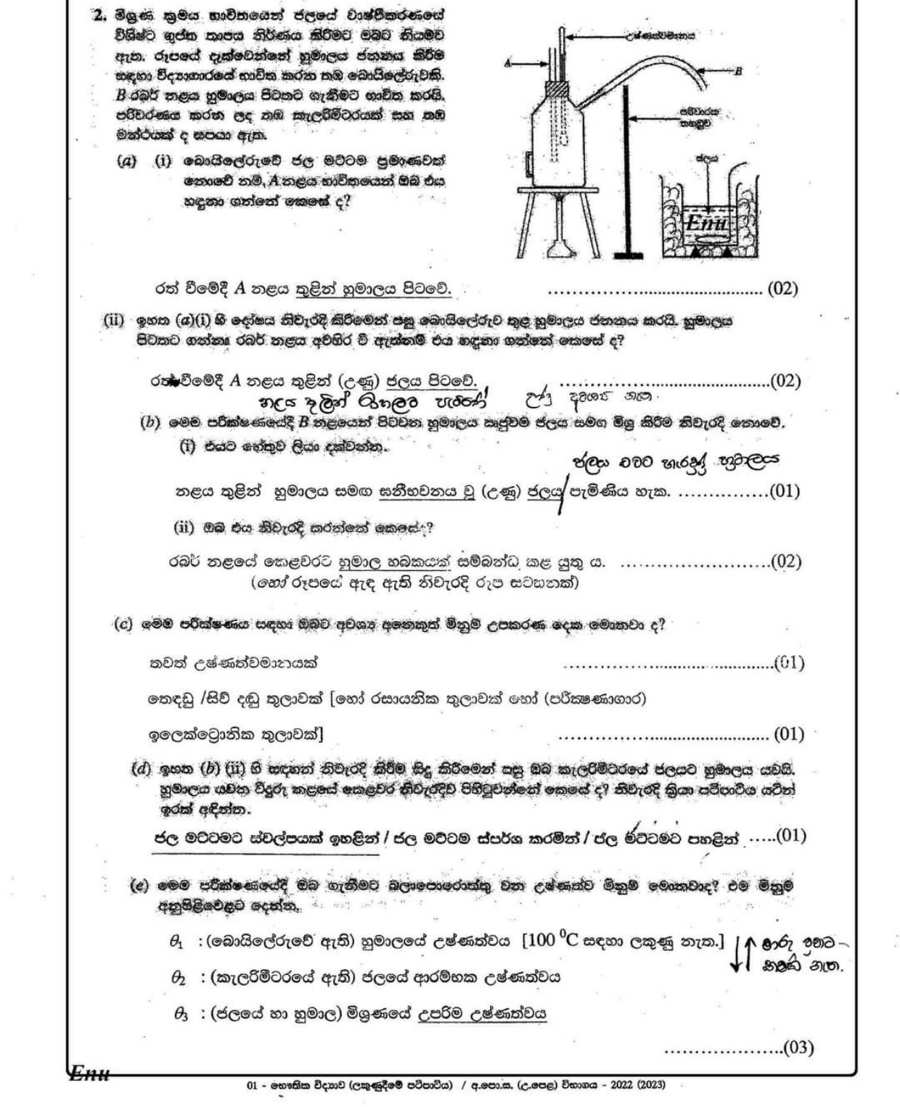 2. මිශ්‍රණ ක්‍රමය භාවිතයෙන් ජලයේ වාෂ්පීකරණයේ
විශිෂ්ට ගුප්ත තාපය නිර්ණය කිරීමට ඔබට නියමව
ඇත. රූපයේ දැක්වෙන්නේ හුමාලය ජනනය කිරීම
සඳහා විද්‍යාගාරයේ භාවිත කරන තඹ බොයිලේරුවකි.
B රබර් නළය හුමාලය පිටතට ගැනීමට භාවිත කරයි.
පරිවරණය කරන ලද තඹ කැලරිමීටරයක් සහ තඹ
මන්ථයක් ද සපයා ඇත.
උෂ්ණත්වමානය
A
B
පරිවාරක
තහඩුව
ජලය
Enu
(a) (i) බොයිලේරුවේ ජල මට්ටම ප්‍රමාණවත්
නොවේ නම්, A නළය භාවිතයෙන් ඔබ එය
හඳුනා ගන්නේ කෙසේ ද?
රත් වීමේදී A නළය තුළින් හුමාලය පිටවේ. ........................................ (02)
(ii) ඉහත (a)(i) හි දෝෂය නිවැරදි කිරීමෙන් පසු බොයිලේරුව තුළ හුමාලය ජනනය කරයි. හුමාලය
පිටතට ගන්නා රබර් නළය අවහිර වී ඇත්නම් එය හඳුනා ගන්නේ කෙසේ ද?
රත් වීමේදී A නළය තුළින් (උණු) ජලය පිටවේ. ........................................(02)
නළය දිලින් ඉහලට පැමිණේ උණු අවශ්‍ය නැත.
(b) මෙම පරීක්ෂණයේදී B නළයෙන් පිටවන හුමාලය ඍජුවම ජලය සමග මිශ්‍ර කිරීම නිවැරදි නොවේ.
(i) එයට හේතුව ලියා දක්වන්න.
ජලය බවට හැරුණු හුමාලය
නළය තුළින් හුමාලය සමඟ ඝනීභවනය වූ (උණු) ජලය පැමිණිය හැක. .................(01)
(ii) ඔබ එය නිවැරදි කරන්නේ කෙසේද?
රබර් නළයේ කෙළවරට හුමාල හබකයක් සම්බන්ධ කළ යුතු ය. ............................(02)
(හෝ රූපයේ ඇඳ ඇති නිවැරදි රූප සටහනක්)
(c) මෙම පරීක්ෂණය සඳහා ඔබට අවශ්‍ය අනෙකුත් මිනුම් උපකරණ දෙක මොනවා ද?
තවත් උෂ්ණත්වමානයක් ........................................(01)
තෙදඬු /සිව් දඬු තුලාවක් [හෝ රසායනික තුලාවක් හෝ (පරීක්ෂණාගාර)
ඉලෙක්ට්‍රොනික තුලාවක්] ........................................ (01)
(d) ඉහත (b) (ii) හි සඳහන් නිවැරදි කිරීම සිදු කිරීමෙන් පසු ඔබ කැලරිමීටරයේ ජලයට හුමාලය යවයි.
හුමාලය යවන විදුරු කළසේ කෙළවර නිවැරදිව පිහිටුවන්නේ කෙසේ ද? නිවැරදි ක්‍රියා පටිපාටිය යටින්
ඉරක් අඳින්න.
ජල මට්ටමට ස්වල්පයක් ඉහළින් / ජල මට්ටම ස්පර්ශ කරමින් / ජල මට්ටමට පහළින් .....(01)
(e) මෙම පරීක්ෂණයේදී ඔබ ගැනීමට බලාපොරොත්තු වන උෂ්ණත්ව මිනුම් මොනවාද? එම මිනුම්
අනුපිළිවෙළට දෙන්න.
θ₁ : (බොයිලේරුවේ ඇති) හුමාලයේ උෂ්ණත්වය [100 ⁰C සඳහා ලකුණු නැත.]
මාරු වුවාට
ලකුණු නැත.
θ₂ : (කැලරිමීටරයේ ඇති) ජලයේ ආරම්භක උෂ්ණත්වය
θ₃ : (ජලයේ හා හුමාල) මිශ්‍රණයේ උපරිම උෂ්ණත්වය
.....................(03)
Enu
01 - භෞතික විද්‍යාව (ලකුණුදීමේ පටිපාටිය) / අ.පො.ස. (උ.පෙළ) විභාගය - 2022 (2023)